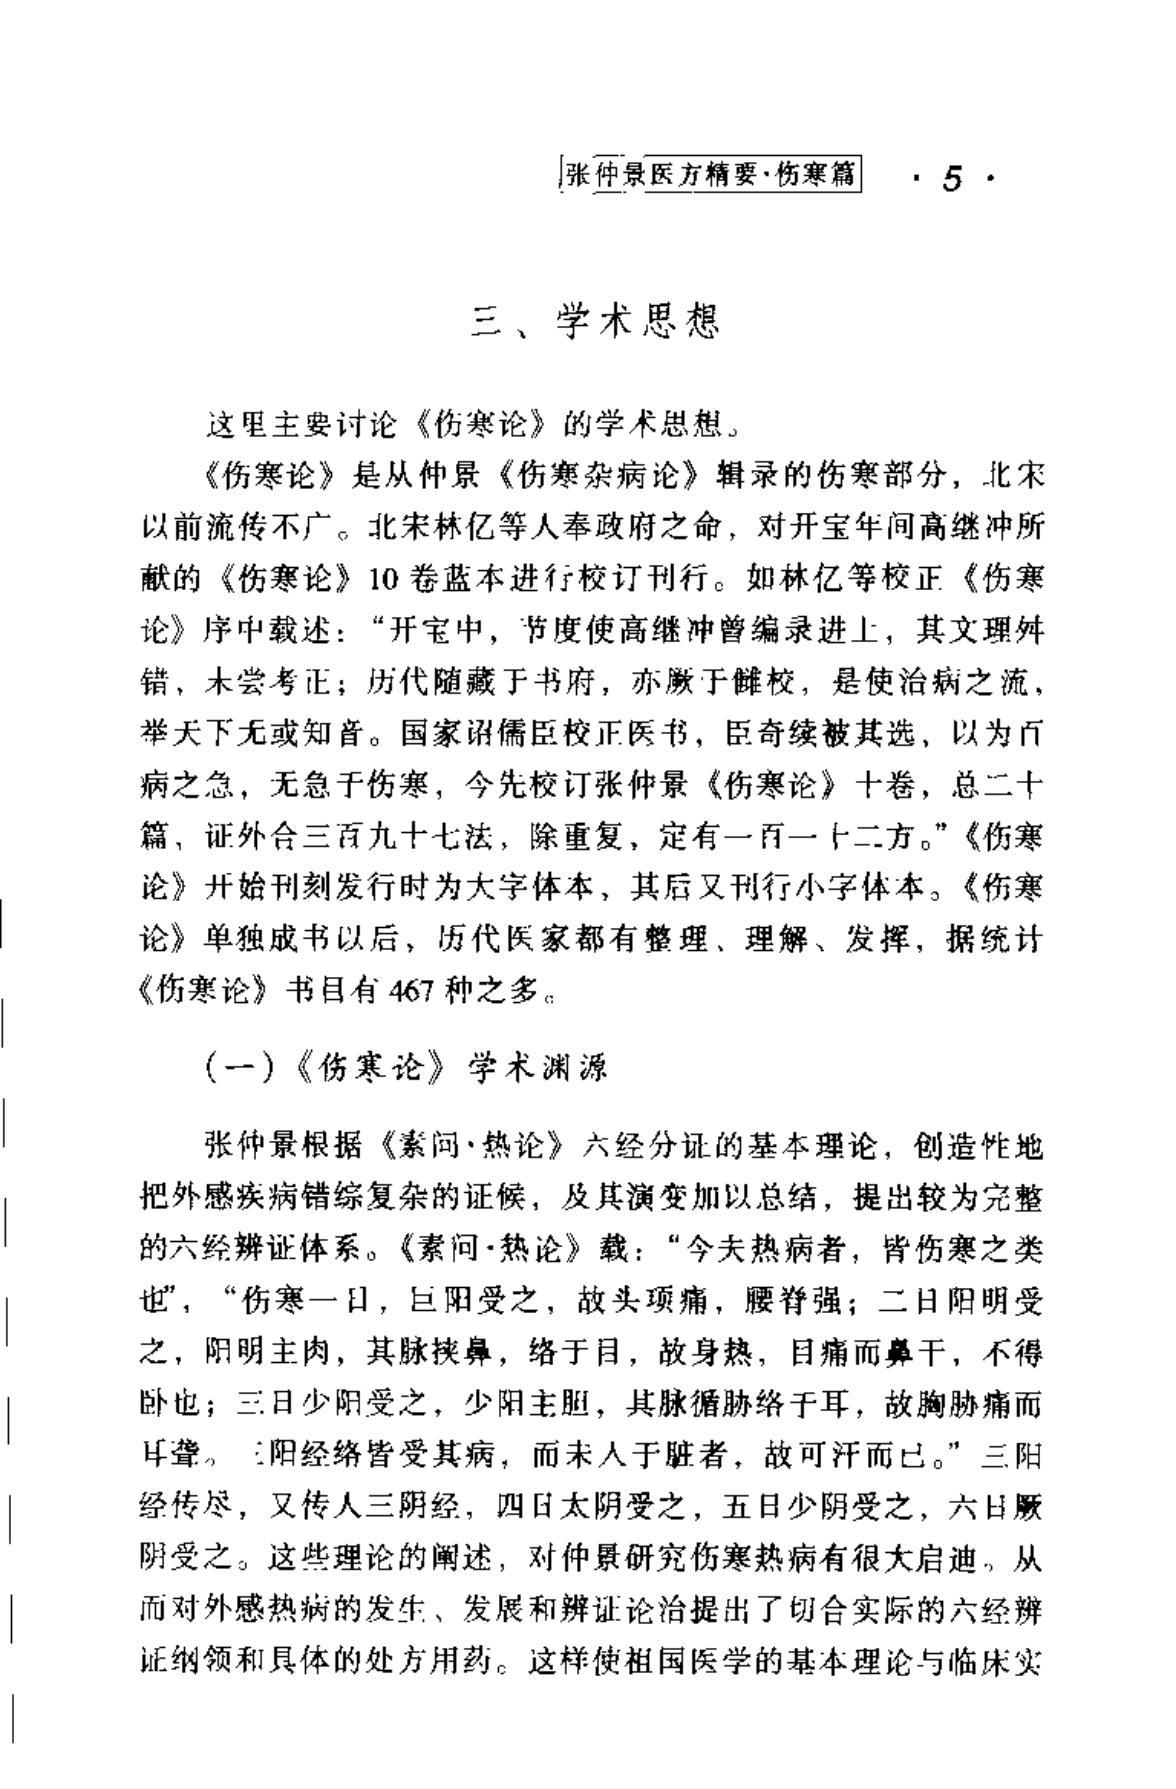 张仲景医方精要·伤寒篇 · 5 ·
三、学术思想
这里主要讨论《伤寒论》的学术思想。
《伤寒论》是从仲景《伤寒杂病论》辑录的伤寒部分，北宋
以前流传不广。北宋林亿等人奉政府之命，对开宝年间高继冲所
献的《伤寒论》10 卷蓝本进行校订刊行。如林亿等校正《伤寒
论》序中载述：“开宝中，节度使高继冲曾编录进上，其文理舛
错，未尝考正；历代随藏于书府，亦厥于雠校，是使治病之流，
举天下无或知音。国家诏儒臣校正医书，臣奇续被其选，以为百
病之急，无急于伤寒，今先校订张仲景《伤寒论》十卷，总二十
篇，证外合三百九十七法，除重复，定有一百一十二方。”《伤寒
论》开始刊刻发行时为大字体本，其后又刊行小字体本。《伤寒
论》单独成书以后，历代医家都有整理、理解、发挥，据统计
《伤寒论》书目有 467 种之多。
(一)《伤寒论》学术渊源
张仲景根据《素问·热论》六经分证的基本理论，创造性地
把外感疾病错综复杂的证候，及其演变加以总结，提出较为完整
的六经辨证体系。《素问·热论》载：“今夫热病者，皆伤寒之类
也”，“伤寒一日，巨阳受之，故头项痛，腰脊强；二日阳明受
之，阳明主肉，其脉挟鼻，络于目，故身热，目痛而鼻干，不得
卧也；三日少阳受之，少阳主胆，其脉循胁络于耳，故胸胁痛而
耳聋。三阳经络皆受其病，而未人于脏者，故可汗而已。”三阳
经传尽，又传人三阴经，四日太阴受之，五日少阴受之，六日厥
阴受之。这些理论的阐述，对仲景研究伤寒热病有很大启迪。从
而对外感热病的发生、发展和辨证论治提出了切合实际的六经辨
证纲领和具体的处方用药。这样使祖国医学的基本理论与临床实